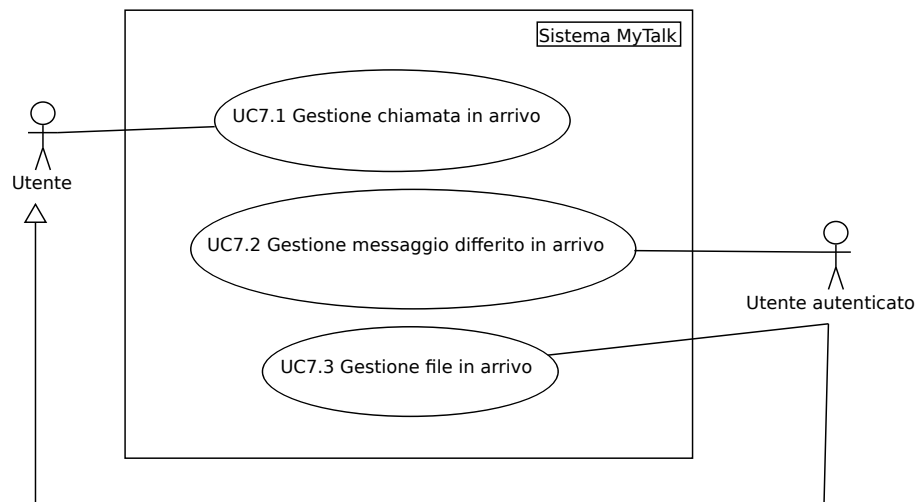 Sistema MyTalk
UC7.1 Gestione chiamata in arrivo
Utente
UC7.2 Gestione messaggio differito in arrivo
Utente autenticato
UC7.3 Gestione file in arrivo